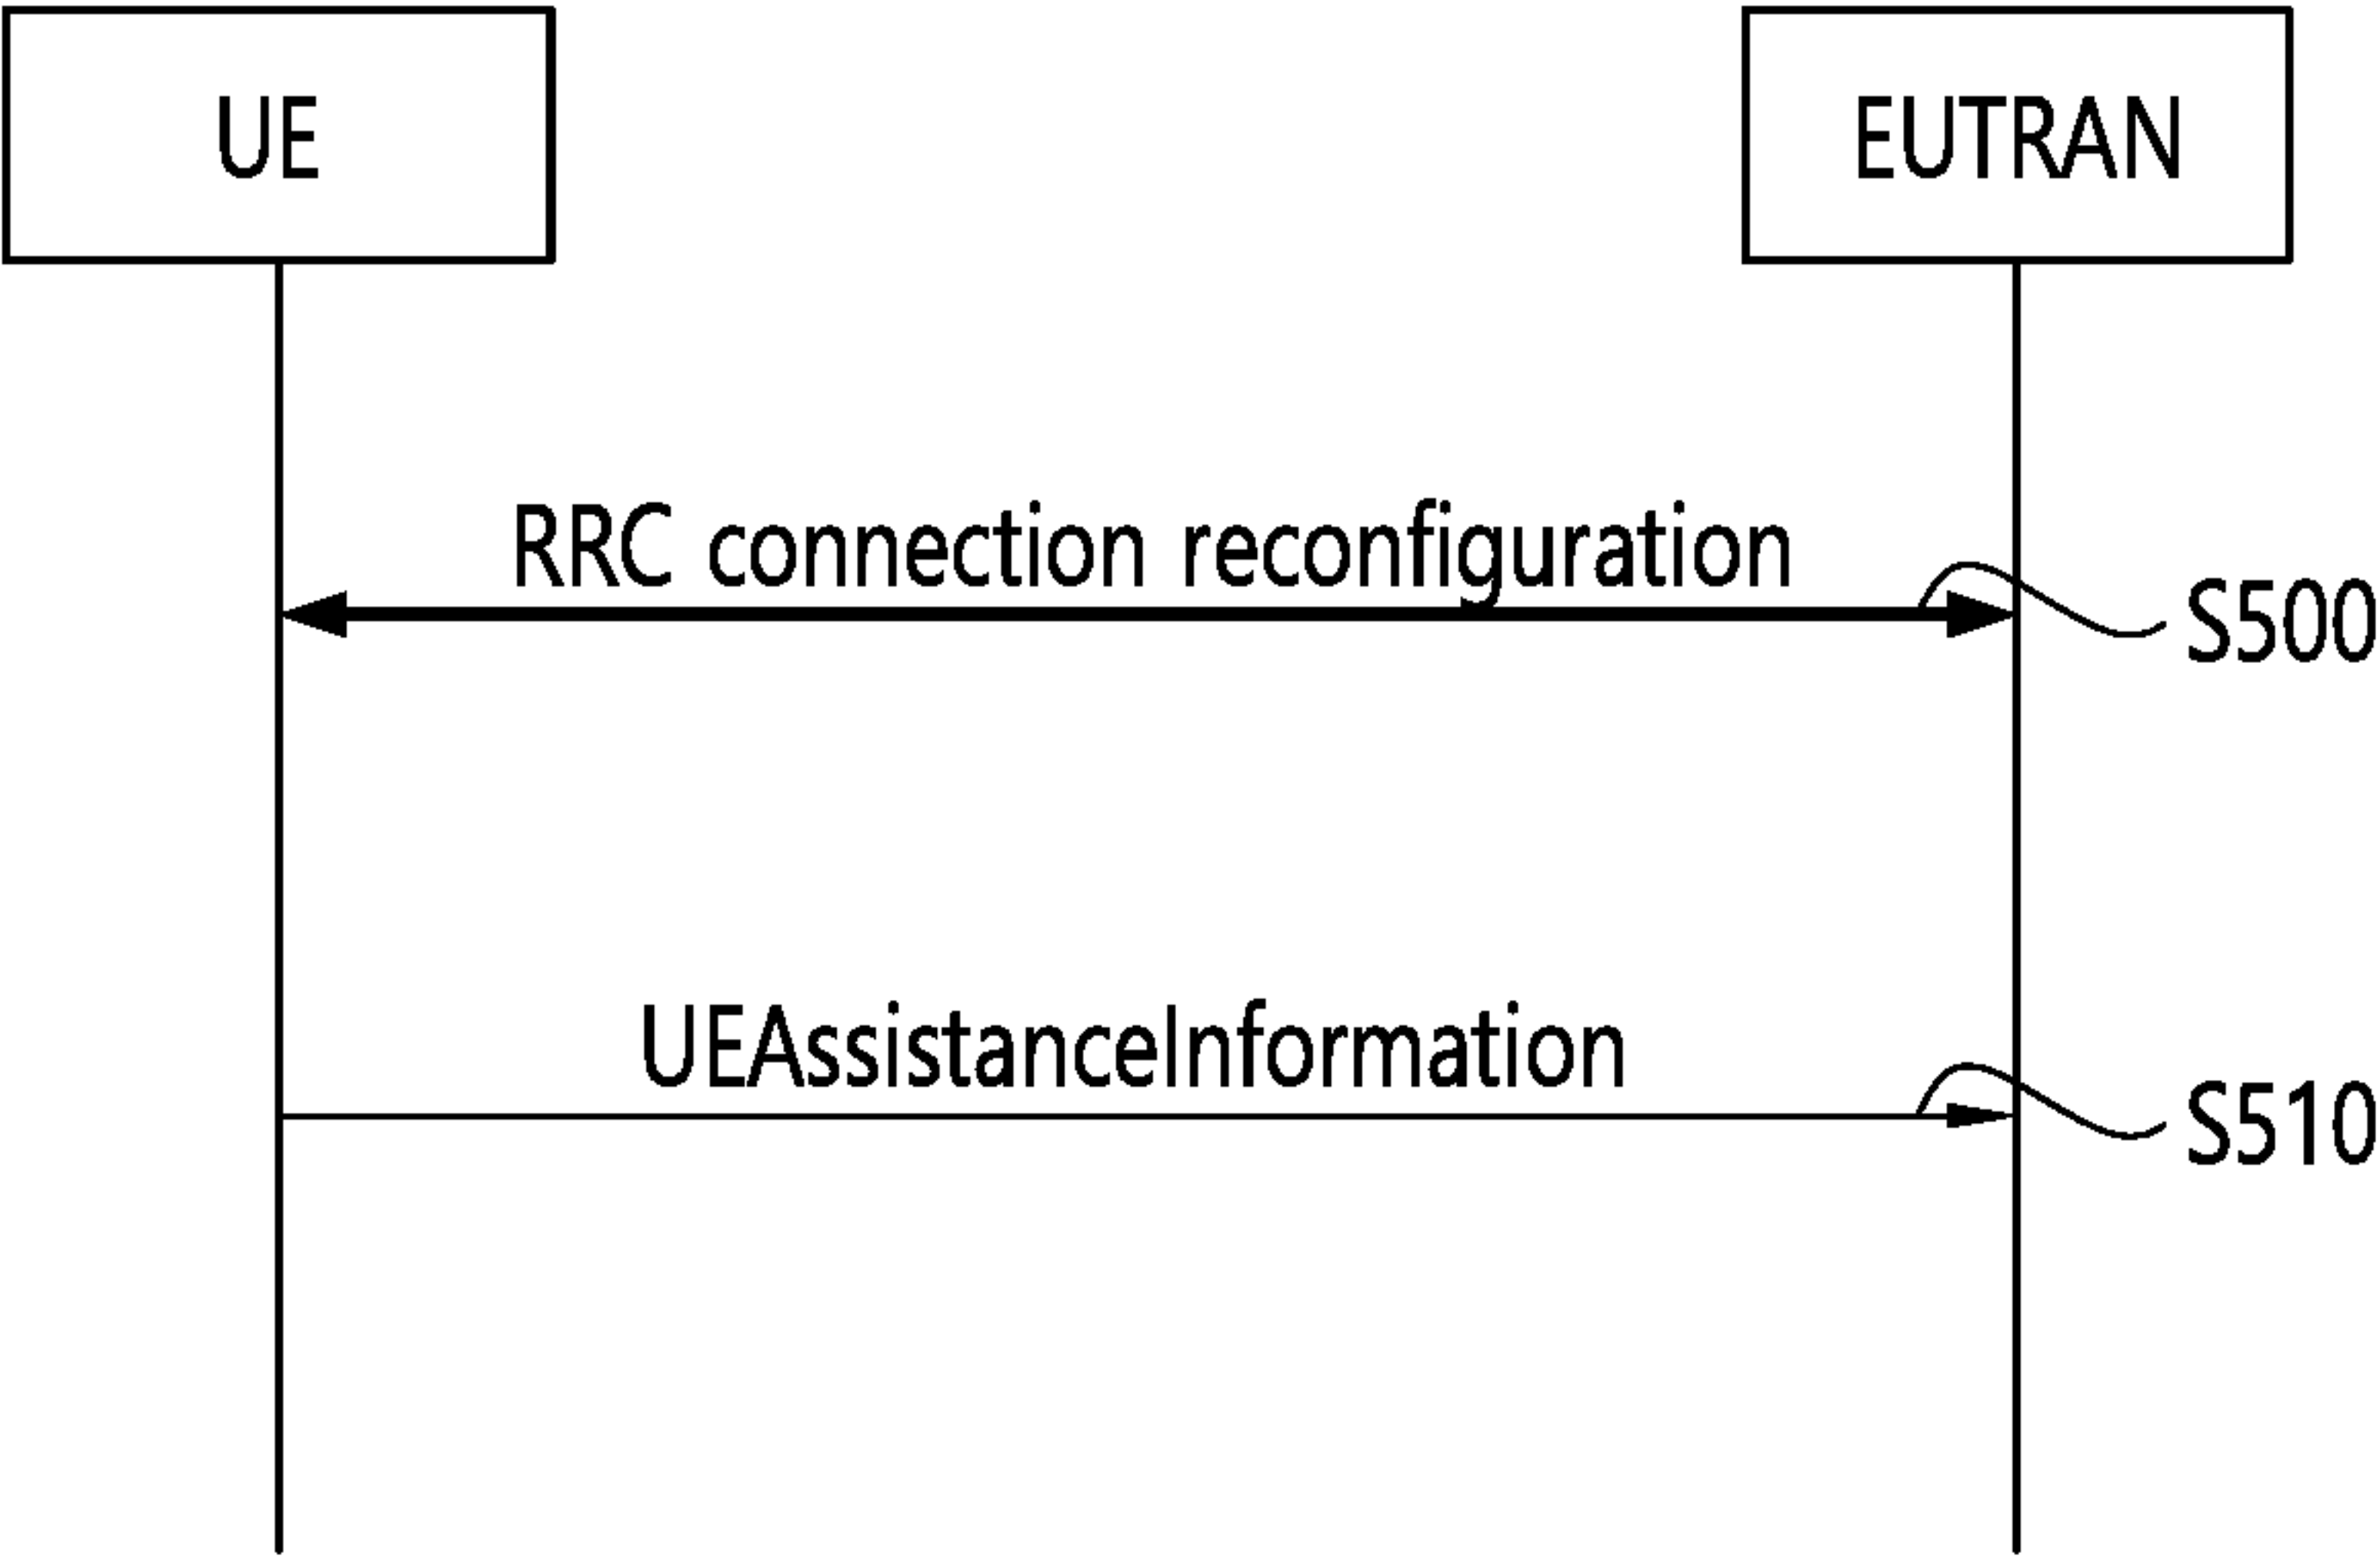 UE
EUTRAN
RRC connection reconfiguration
S500
UEAssistanceInformation
S510